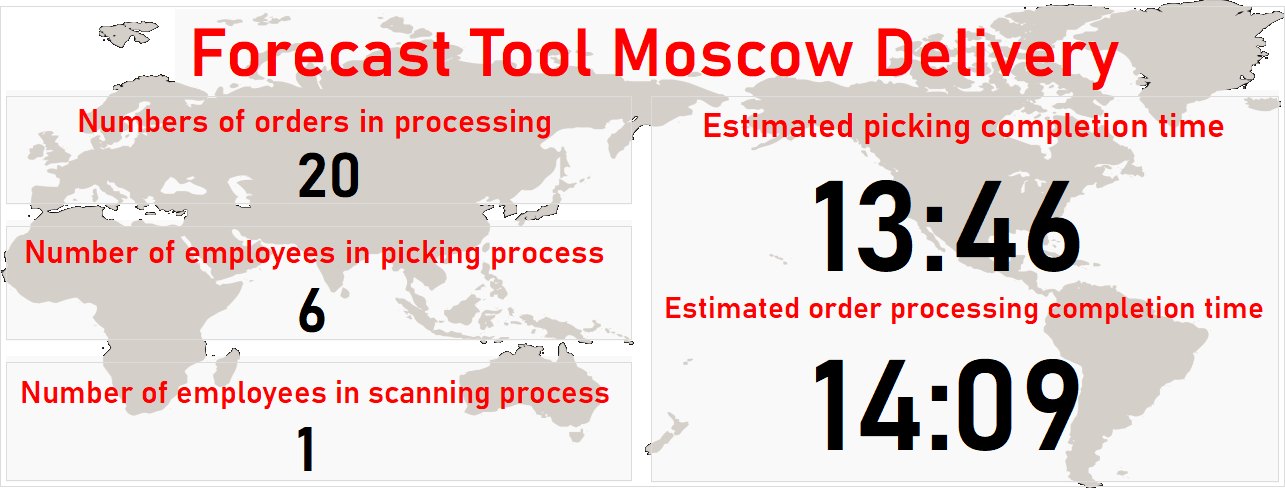 Forecast Tool Moscow Delivery
Numbers of orders in processing
20
Number of employees in picking process
6
Number of employees in scanning process
1
Estimated picking completion time
13:46
Estimated order processing completion time
14:09